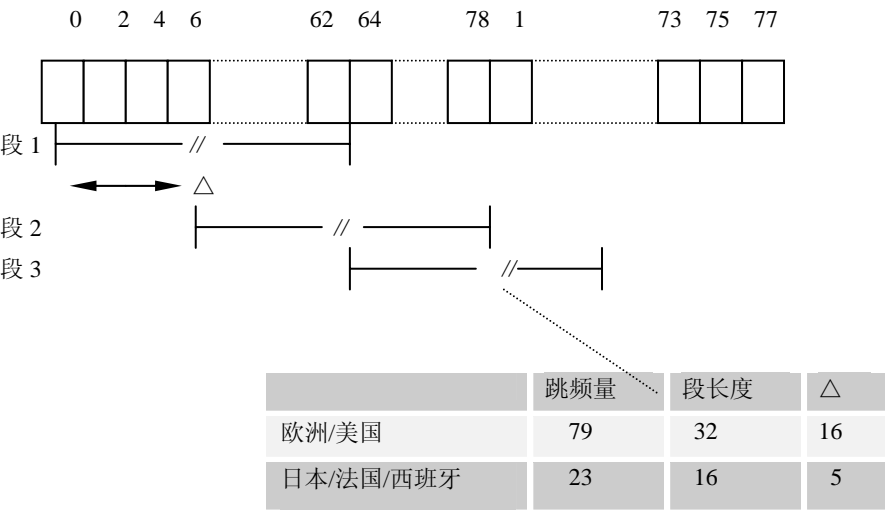 0 2 4 6 62 64 78 1 73 75 77
段 1 //
△
段 2 //
段 3 //
跳频量 段长度 △
欧洲/美国 79 32 16
日本/法国/西班牙 23 16 5